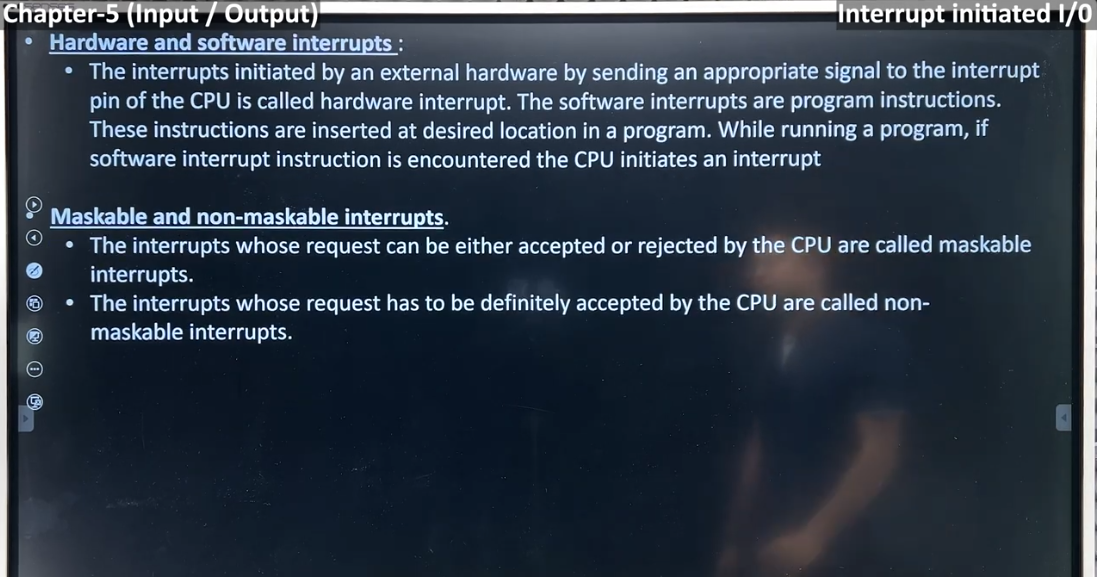 Chapter-5 (Input / Output)
Interrupt initiated I/0
• Hardware and software interrupts :
• The interrupts initiated by an external hardware by sending an appropriate signal to the interrupt
pin of the CPU is called hardware interrupt. The software interrupts are program instructions.
These instructions are inserted at desired location in a program. While running a program, if
software interrupt instruction is encountered the CPU initiates an interrupt
• Maskable and non-maskable interrupts.
• The interrupts whose request can be either accepted or rejected by the CPU are called maskable
interrupts.
• The interrupts whose request has to be definitely accepted by the CPU are called non-
maskable interrupts.